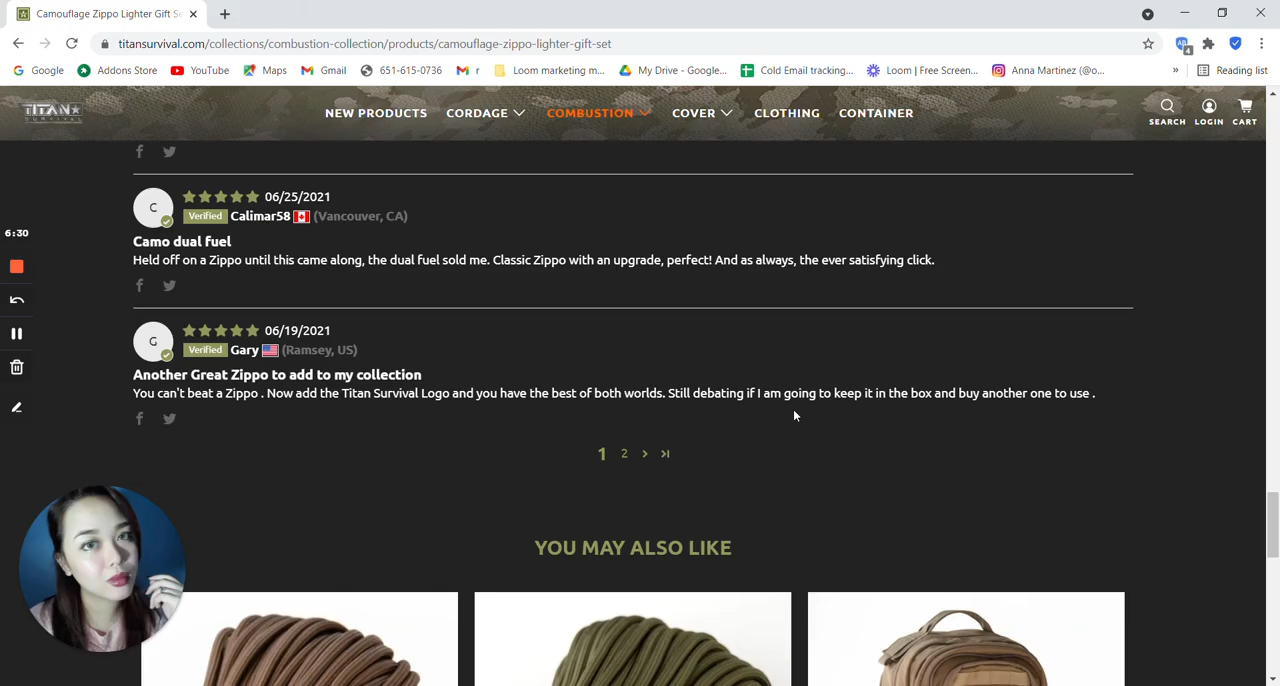 Camouflage Zippo Lighter Gift Se
titansurvival.com/collections/combustion-collection/products/camouflage-zippo-lighter-gift-set
4
Google
Addons Store
YouTube
Maps
Gmail
651-615-0736
r
Loom marketing m...
My Drive - Google...
Cold Email tracking...
Loom | Free Screen...
Anna Martinez (@o...
»
Reading list
TITAN
SURVIVAL
NEW PRODUCTS
CORDAGE
COMBUSTION
COVER
CLOTHING
CONTAINER
SEARCH
LOGIN
CART
6:30
C
06/25/2021
Verified Calimar58 (Vancouver, CA)
Camo dual fuel
Held off on a Zippo until this came along, the dual fuel sold me. Classic Zippo with an upgrade, perfect! And as always, the ever satisfying click.
G
06/19/2021
Verified Gary (Ramsey, US)
Another Great Zippo to add to my collection
You can't beat a Zippo . Now add the Titan Survival Logo and you have the best of both worlds. Still debating if I am going to keep it in the box and buy another one to use .
1 2
YOU MAY ALSO LIKE